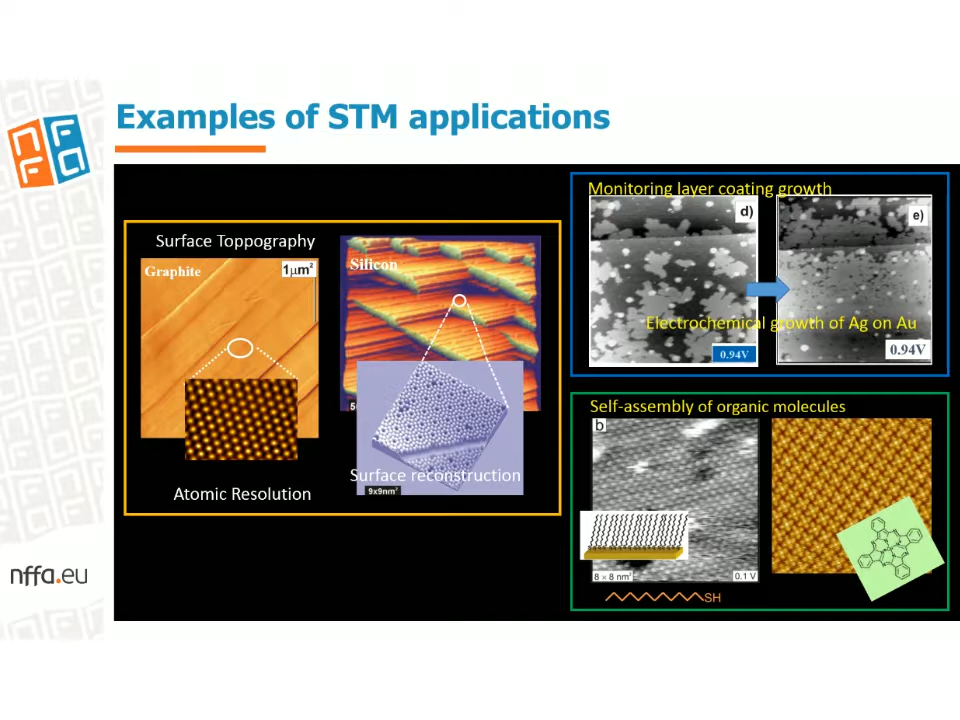 Examples of STM applications
Surface Toppography
Graphite
1μm²
Silicon
Atomic Resolution
Surface reconstruction
9x9nm²
Monitoring layer coating growth
d)
e)
Electrochemical growth of Ag on Au
0.94V
0.94V
Self-assembly of organic molecules
b
8 × 8 nm²
0.1 V
SH
nffa.eu